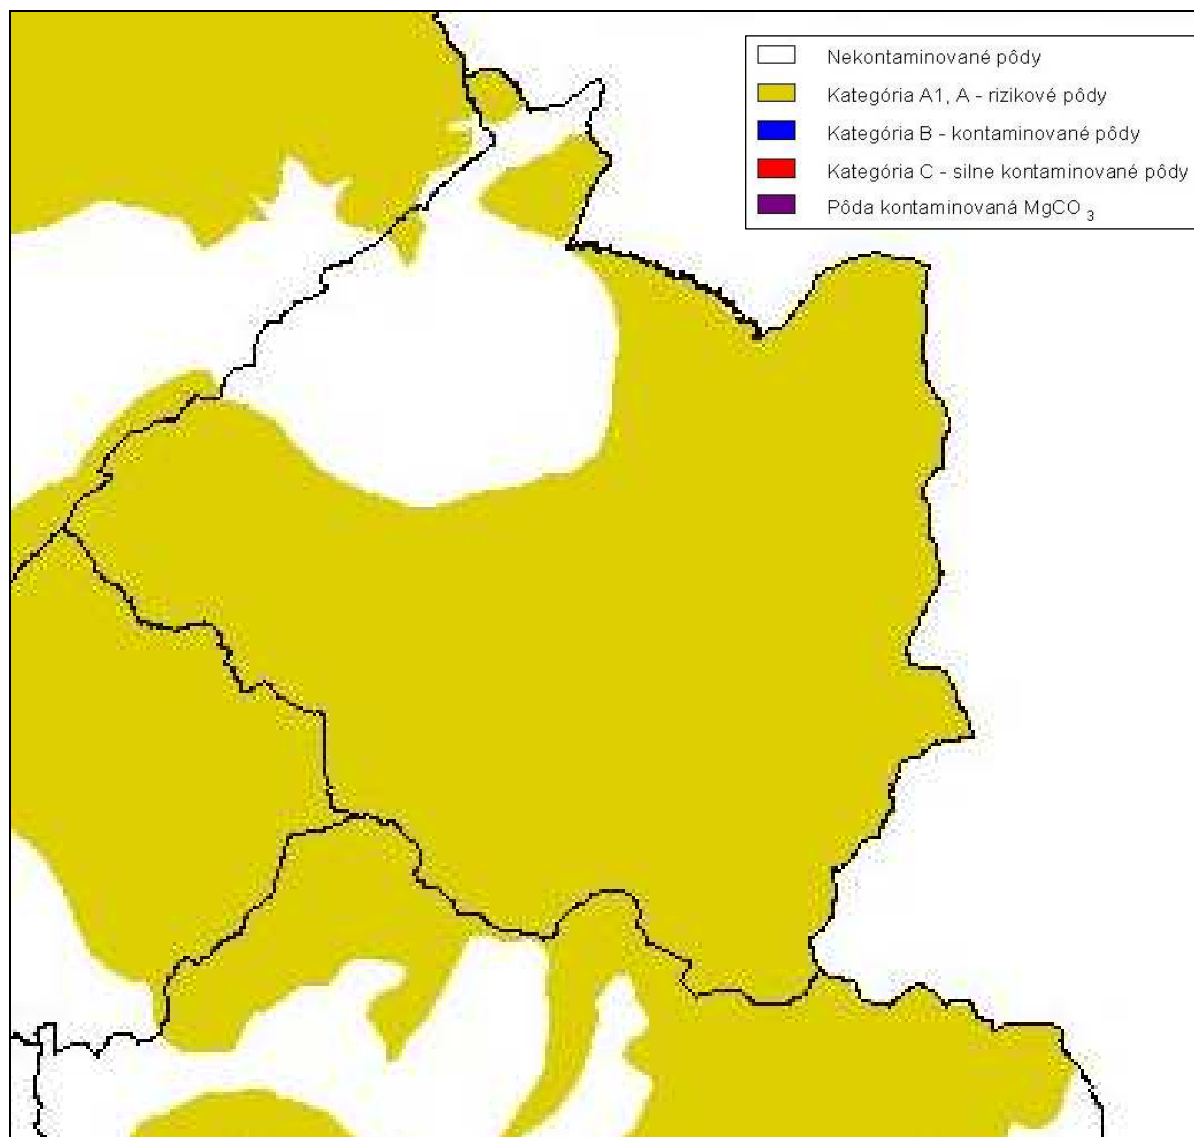 Nekontaminované pôdy
Kategória A1, A - rizikové pôdy
Kategória B - kontaminované pôdy
Kategória C - silne kontaminované pôdy
Pôda kontaminovaná MgCO 3